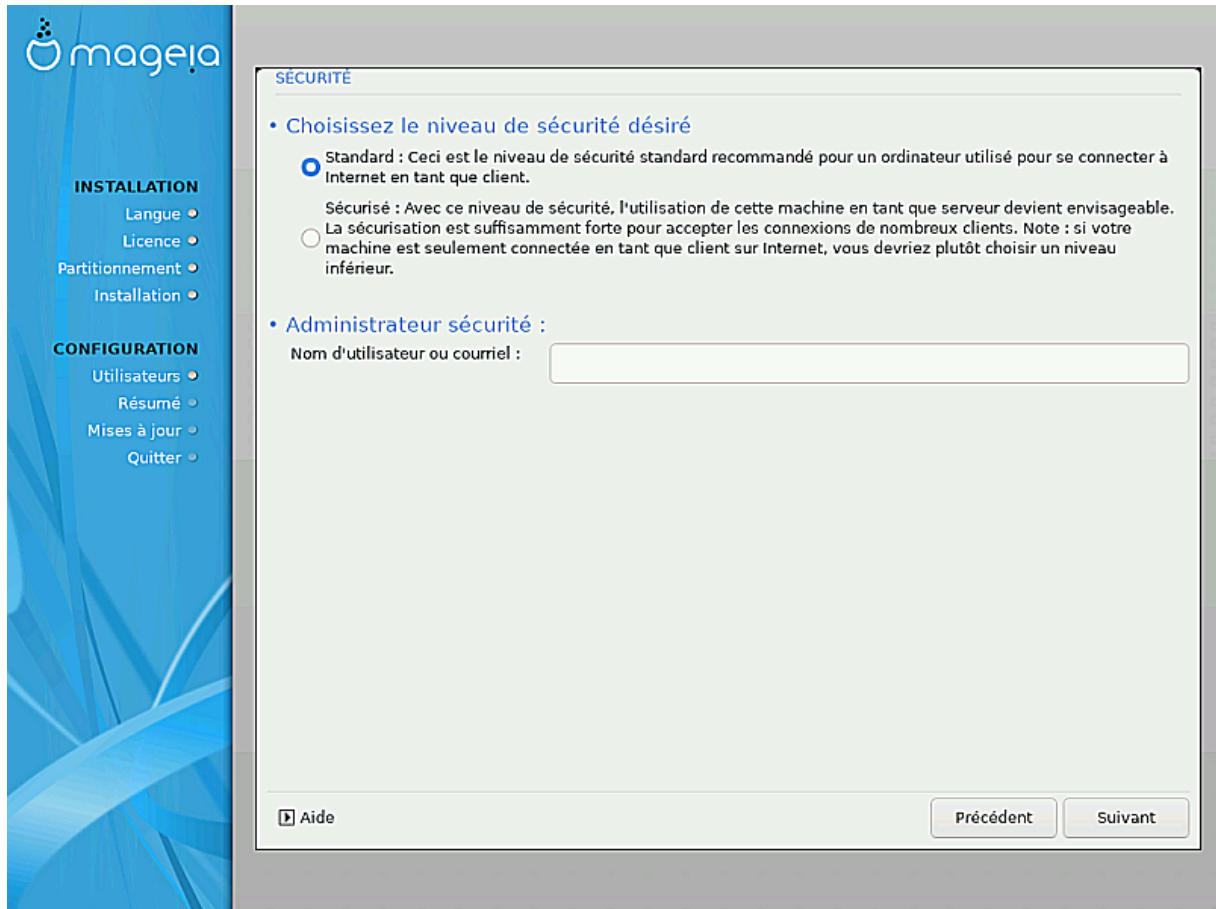 mageia
INSTALLATION
Langue
Licence
Partitionnement
Installation
CONFIGURATION
Utilisateurs
Résumé
Mises à jour
Quitter
SÉCURITÉ
• Choisissez le niveau de sécurité désiré
Standard : Ceci est le niveau de sécurité standard recommandé pour un ordinateur utilisé pour se connecter à
Internet en tant que client.
Sécurisé : Avec ce niveau de sécurité, l'utilisation de cette machine en tant que serveur devient envisageable.
La sécurisation est suffisamment forte pour accepter les connexions de nombreux clients. Note : si votre
machine est seulement connectée en tant que client sur Internet, vous devriez plutôt choisir un niveau
inférieur.
• Administrateur sécurité :
Nom d'utilisateur ou courriel :
Aide
Précédent
Suivant